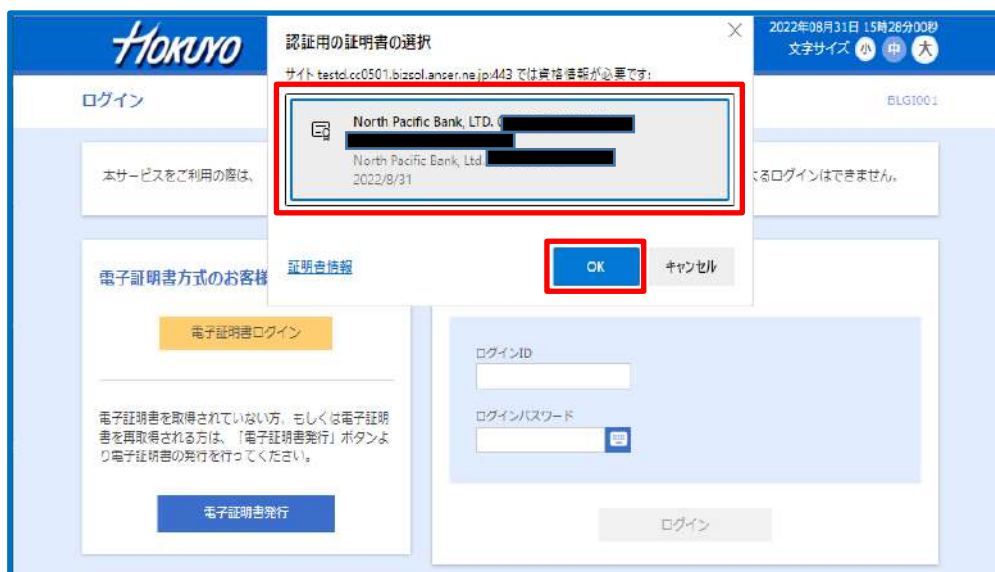 HOKUYO
2022年08月31日 15時28分00秒
文字サイズ 小 中 大
ログイン
BLGI001
認証用の証明書の選択
サイト testd.cc0501.bizsol.anser.ne.jp:443 では資格情報が必要です:
North Pacific Bank, LTD.
North Pacific Bank, Ltd.
2022/8/31
証明書情報
OK
キャンセル
本サービスをご利用の際は、
よるログインはできません。
電子証明書方式のお客様
電子証明書ログイン
電子証明書を取得されていない方、もしくは電子証明
書を再取得される方は、「電子証明書発行」ボタンよ
り電子証明書の発行を行ってください。
電子証明書発行
ログインID
ログインパスワード
ログイン